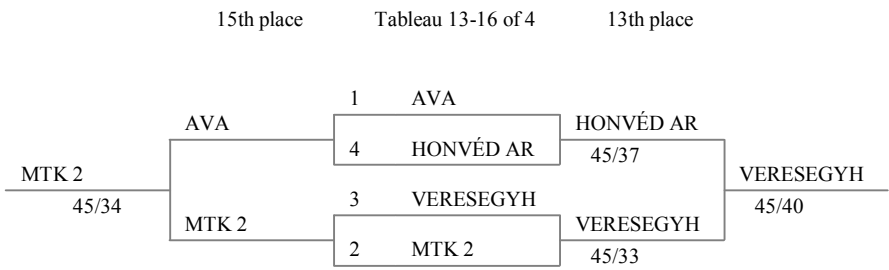 15th place Tableau 13-16 of 4 13th place
1 AVA
AVA HONVÉD AR
4 HONVÉD AR 45/37
MTK 2 VERESEGYH
45/34 3 VERESEGYH 45/40
MTK 2 VERESEGYH
2 MTK 2 45/33